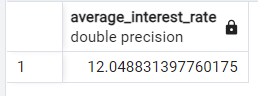 average_interest_rate
double precision
1 12.048831397760175